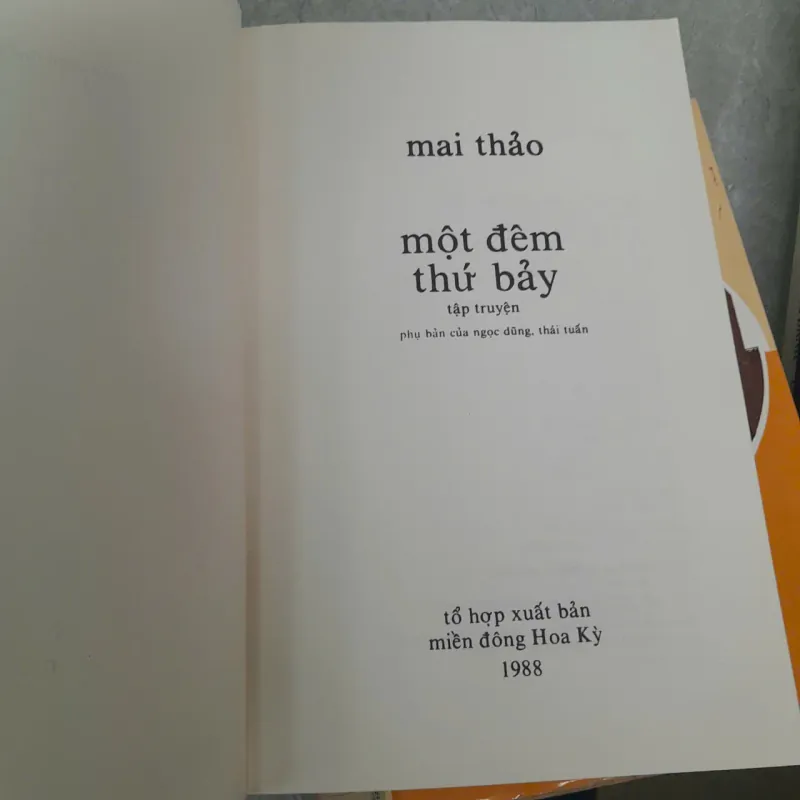 mai thảo
một đêm
thứ bảy
tập truyện
phụ bản của ngọc dũng, thái tuấn
tổ hợp xuất bản
miền đông Hoa Kỳ
1988